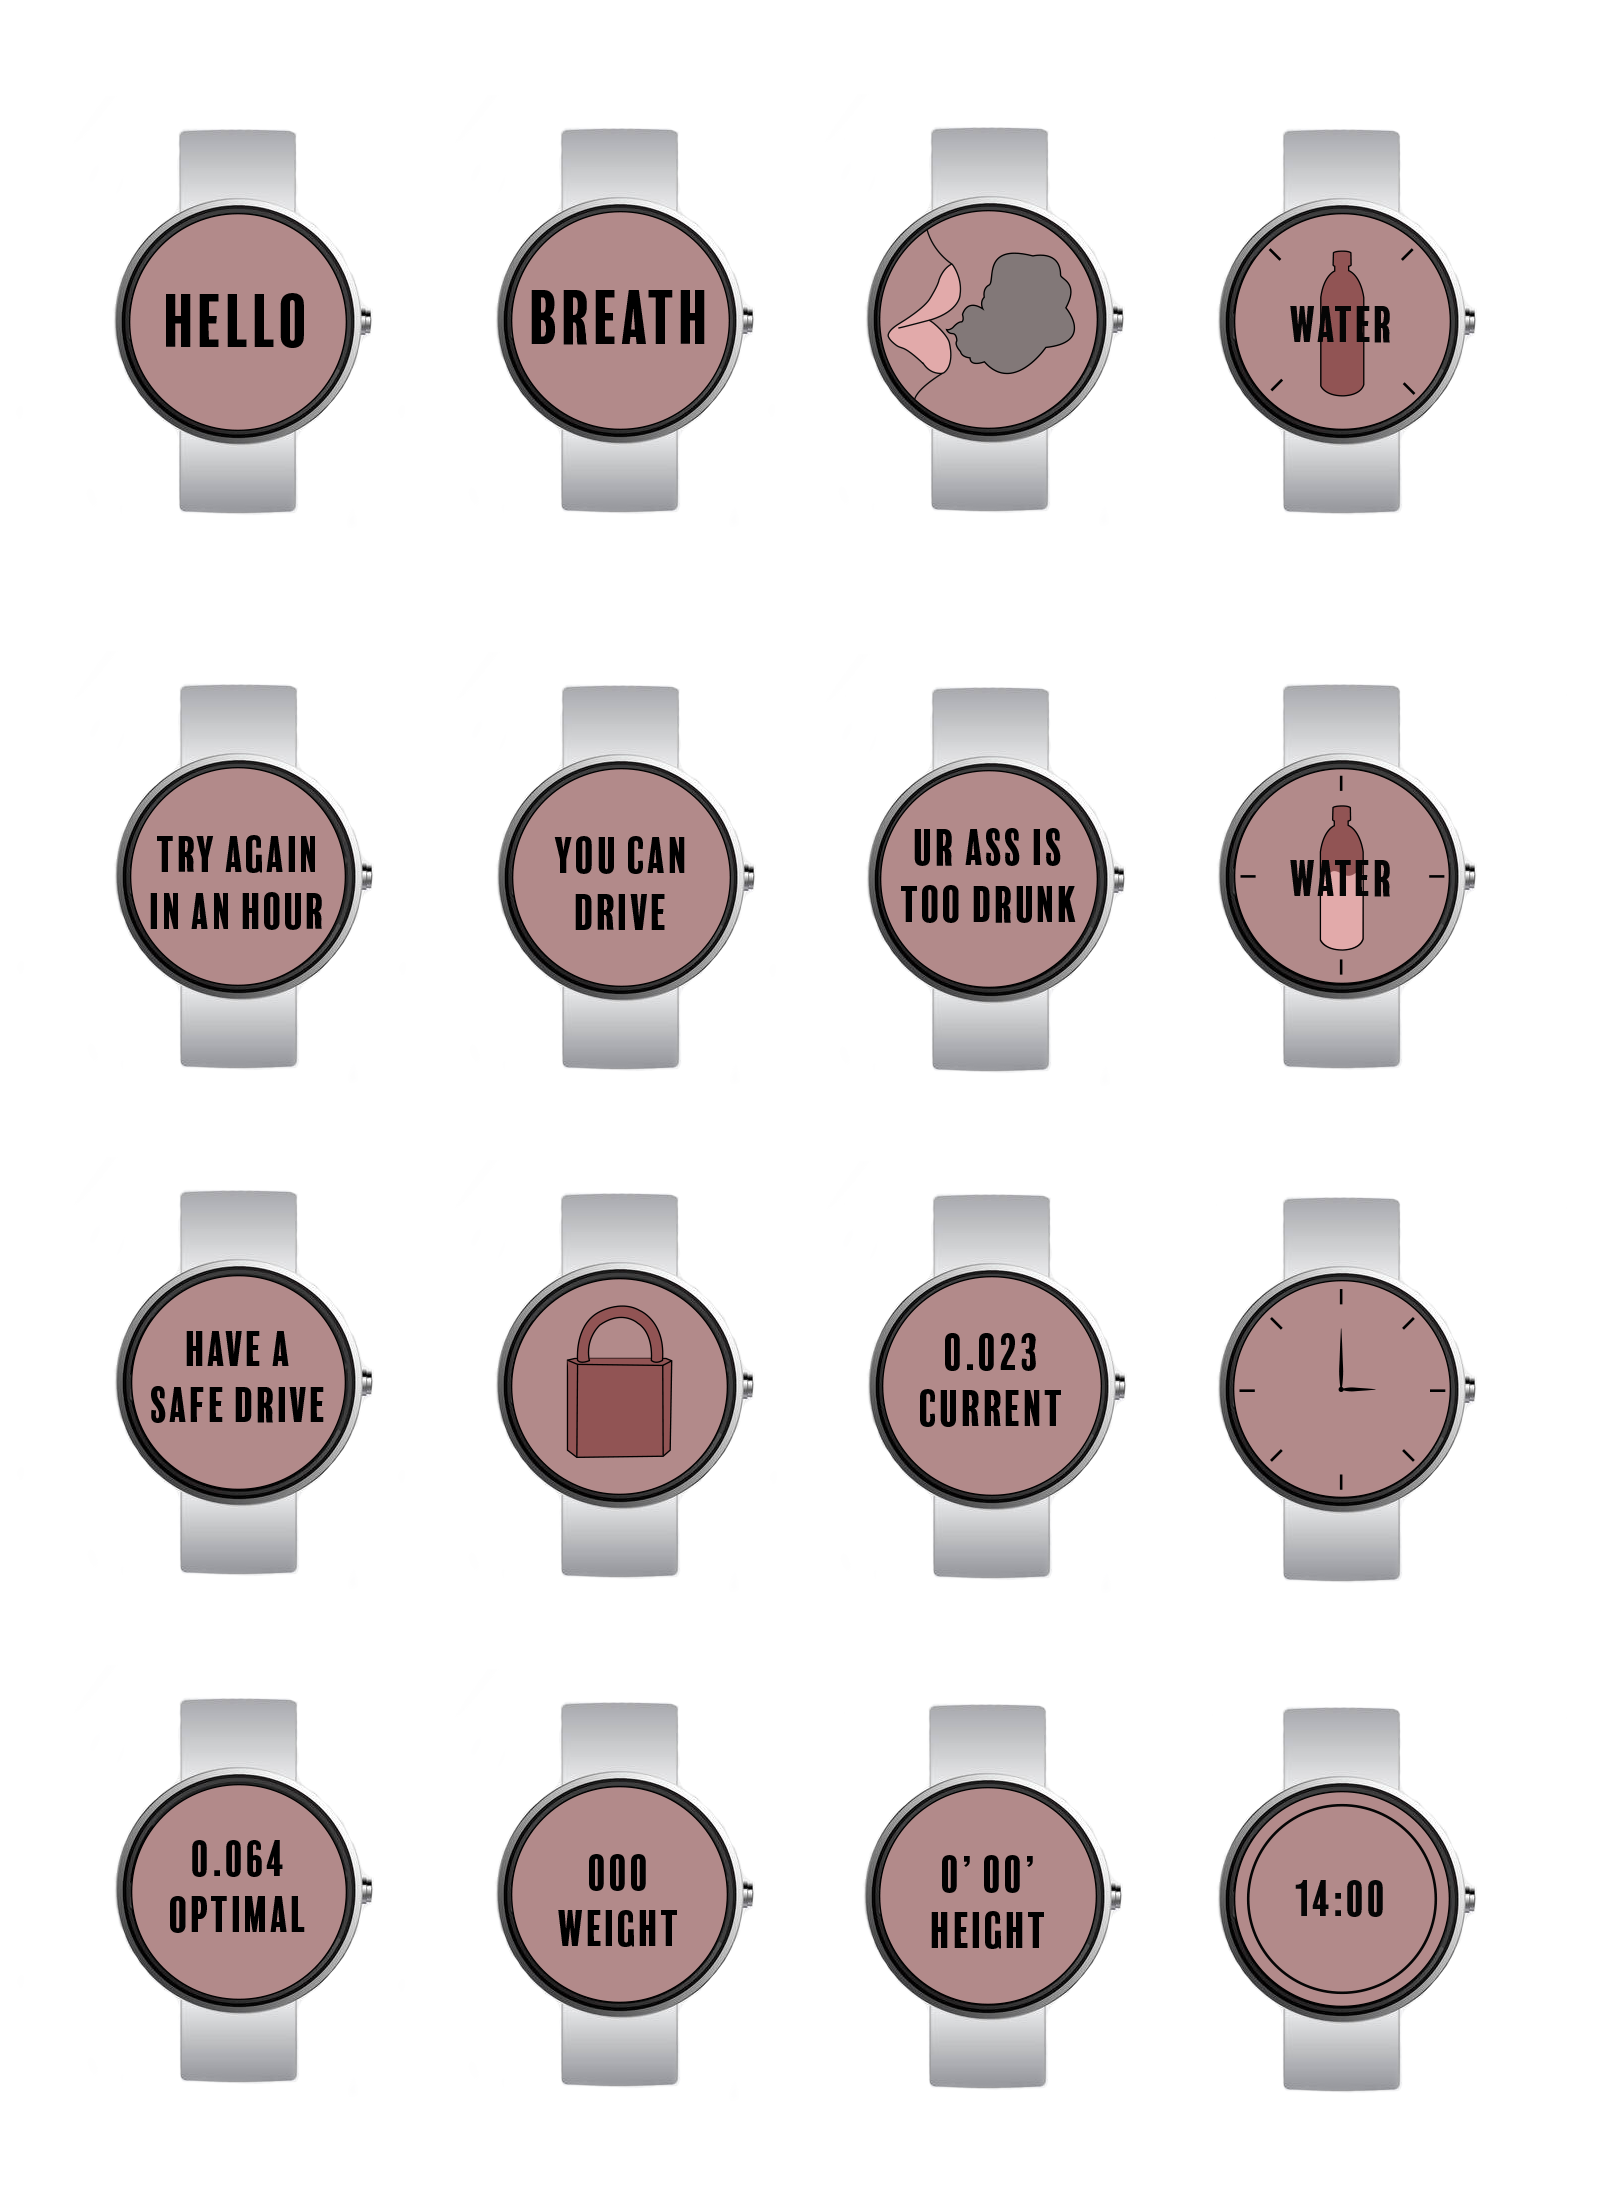 HELLO
BREATH
WATER
TRY AGAIN
IN AN HOUR
YOU CAN
DRIVE
UR ASS IS
TOO DRUNK
WATER
HAVE A
SAFE DRIVE
0.023
CURRENT
0.064
OPTIMAL
000
WEIGHT
0’ 00’
HEIGHT
14:00